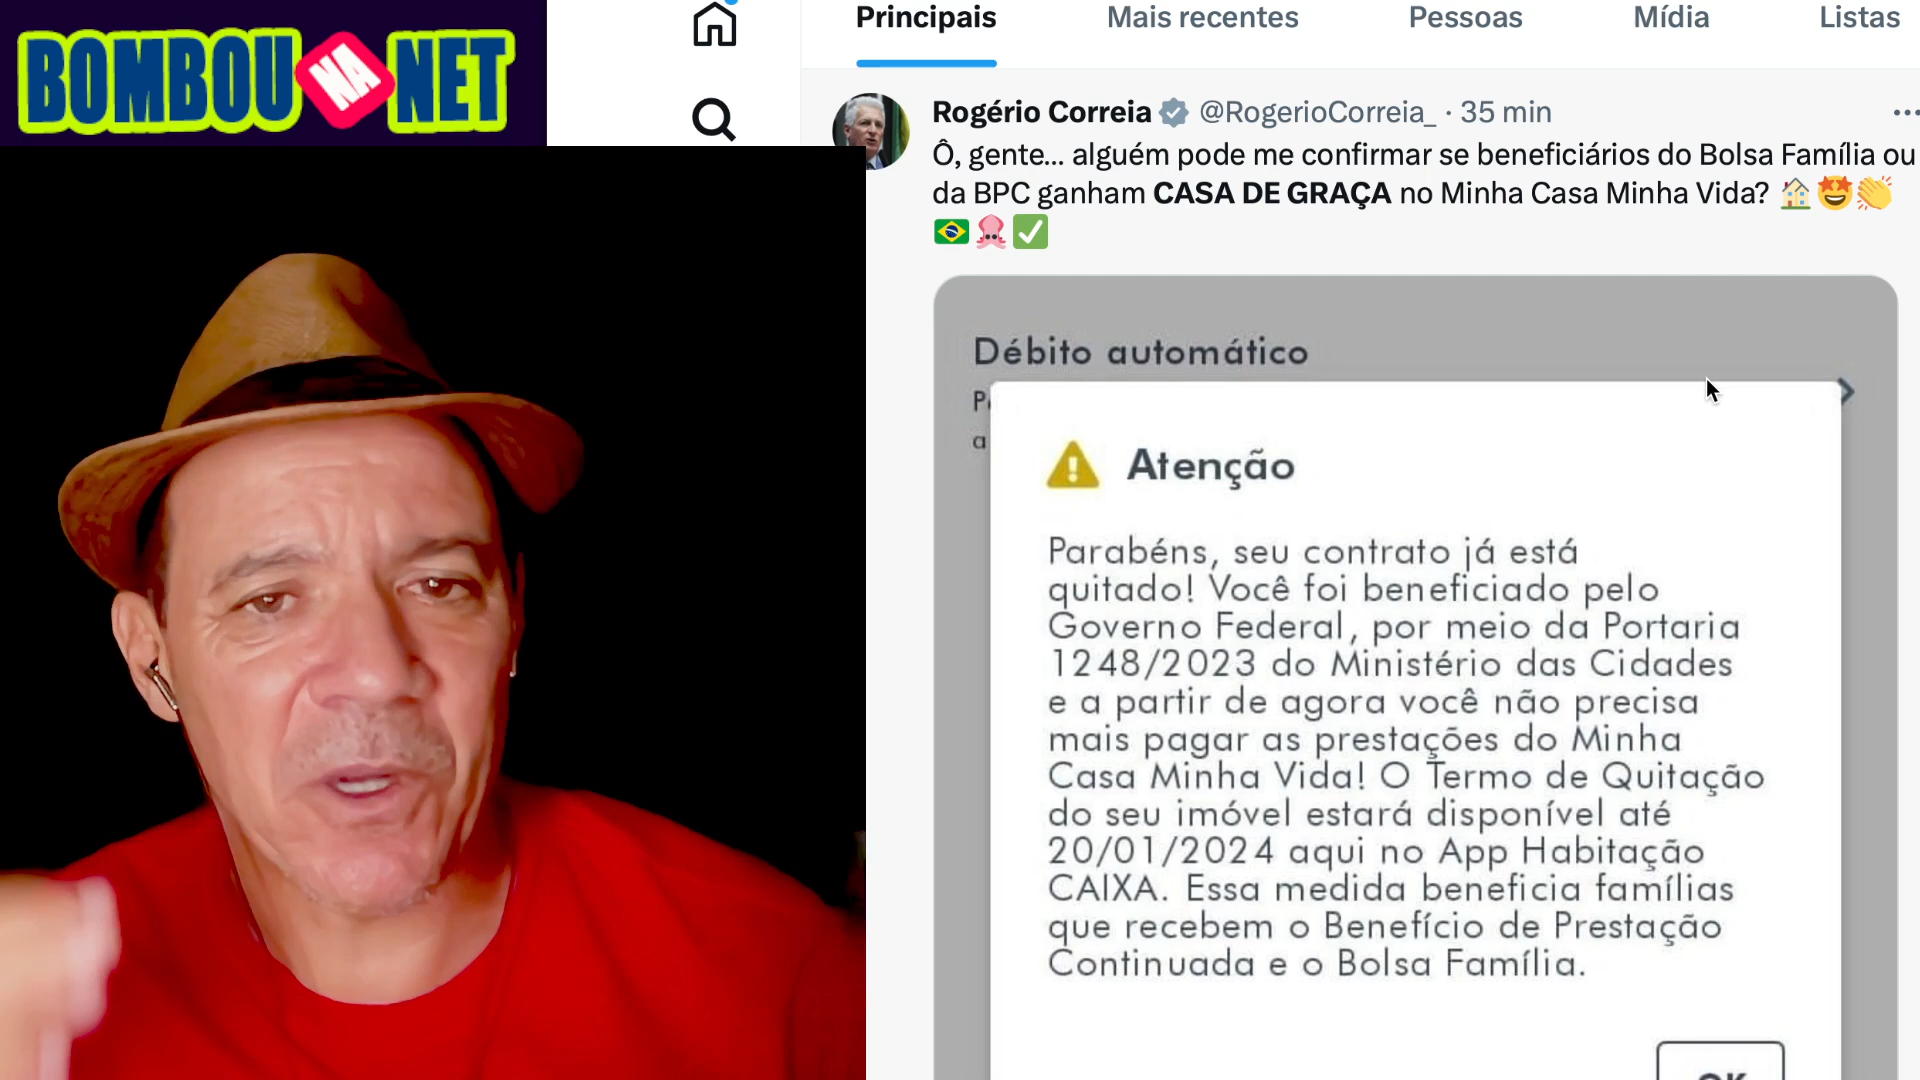 BOMBOU NA NET
Principais Mais recentes Pessoas Mídia Listas
Rogério Correia @RogerioCorreia_ · 35 min
Ô, gente... alguém pode me confirmar se beneficiários do Bolsa Família ou
da BPC ganham CASA DE GRAÇA no Minha Casa Minha Vida? 🏠🤩👏
🇧🇷🦑✅
Débito automático
a
Atenção
Parabéns, seu contrato já está
quitado! Você foi beneficiado pelo
Governo Federal, por meio da Portaria
1248/2023 do Ministério das Cidades
e a partir de agora você não precisa
mais pagar as prestações do Minha
Casa Minha Vida! O Termo de Quitação
do seu imóvel estará disponível até
20/01/2024 aqui no App Habitação
CAIXA. Essa medida beneficia famílias
que recebem o Benefício de Prestação
Continuada e o Bolsa Família.
OK